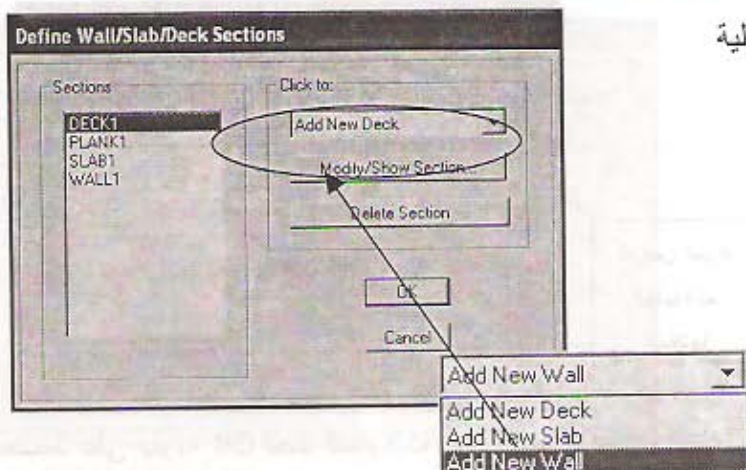 Define Wall/Slab/Deck Sections
Sections
DECK1
PLANK1
SLAB1
WALL1
Click to:
Add New Deck
Modify/Show Section...
Delete Section
OK
Cancel
Add New Wall
Add New Deck
Add New Slab
Add New Wall